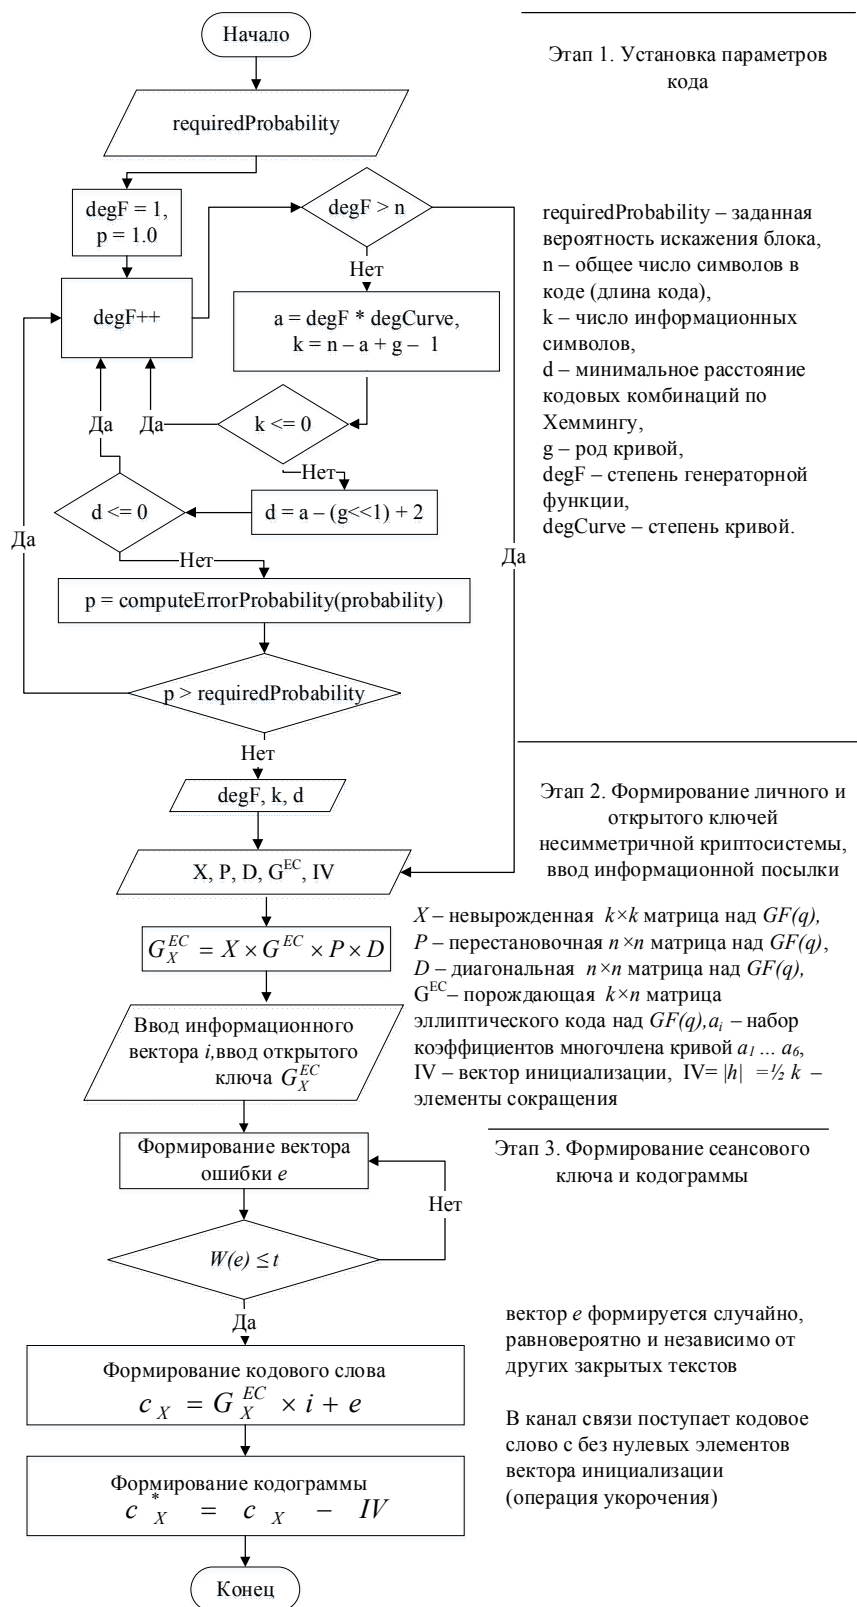 Начало
Этап 1. Установка параметров
кода
requiredProbability
degF = 1,
p = 1.0
degF > n
Нет
degF++
a = degF * degCurve,
k = n – a + g – 1
requiredProbability – заданная
вероятность искажения блока,
n – общее число символов в
коде (длина кода),
k – число информационных
символов,
d – минимальное расстояние
кодовых комбинаций по
Хеммингу,
g – род кривой,
degF – степень генераторной
функции,
degCurve – степень кривой.
Да
Да
k <= 0
Нет
d <= 0
d = a – (g<<1) + 2
Да
Да
Нет
p = computeErrorProbability(probability)
p > requiredProbability
Нет
degF, k, d
Этап 2. Формирование личного и
открытого ключей
несимметричной криптосистемы,
ввод информационной посылки
X, P, D, G^EC, IV
G_X^EC = X × G^EC × P × D
X – невырожденная k×k матрица над GF(q),
P – перестановочная n×n матрица над GF(q),
D – диагональная n×n матрица над GF(q),
G^EC– порождающая k×n матрица
эллиптического кода над GF(q),a_i – набор
коэффициентов многочлена кривой a_1 ... a_6,
IV – вектор инициализации, IV= |h| =½ k –
элементы сокращения
Ввод информационного
вектора i,ввод открытого
ключа G_X^EC
Этап 3. Формирование сеансового
ключа и кодограммы
Формирование вектора
ошибки e
Нет
W(e) ≤ t
Да
вектор e формируется случайно,
равновероятно и независимо от
других закрытых текстов
Формирование кодового слова
c_X = G_X^EC × i + e
В канал связи поступает кодовое
слово с без нулевых элементов
вектора инициализации
(операция укорочения)
Формирование кодограммы
c_X^* = c_X – IV
Конец